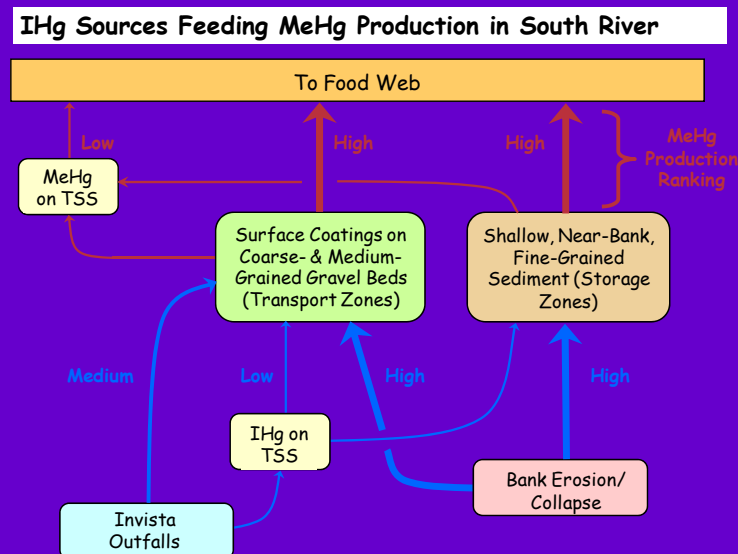 IHg Sources Feeding MeHg Production in South River
To Food Web
Low
High
High
MeHg
Production
Ranking
MeHg
on TSS
Surface Coatings on
Coarse- & Medium-
Grained Gravel Beds
(Transport Zones)
Shallow, Near-Bank,
Fine-Grained
Sediment (Storage
Zones)
Medium
Low
High
High
IHg on
TSS
Bank Erosion/
Collapse
Invista
Outfalls